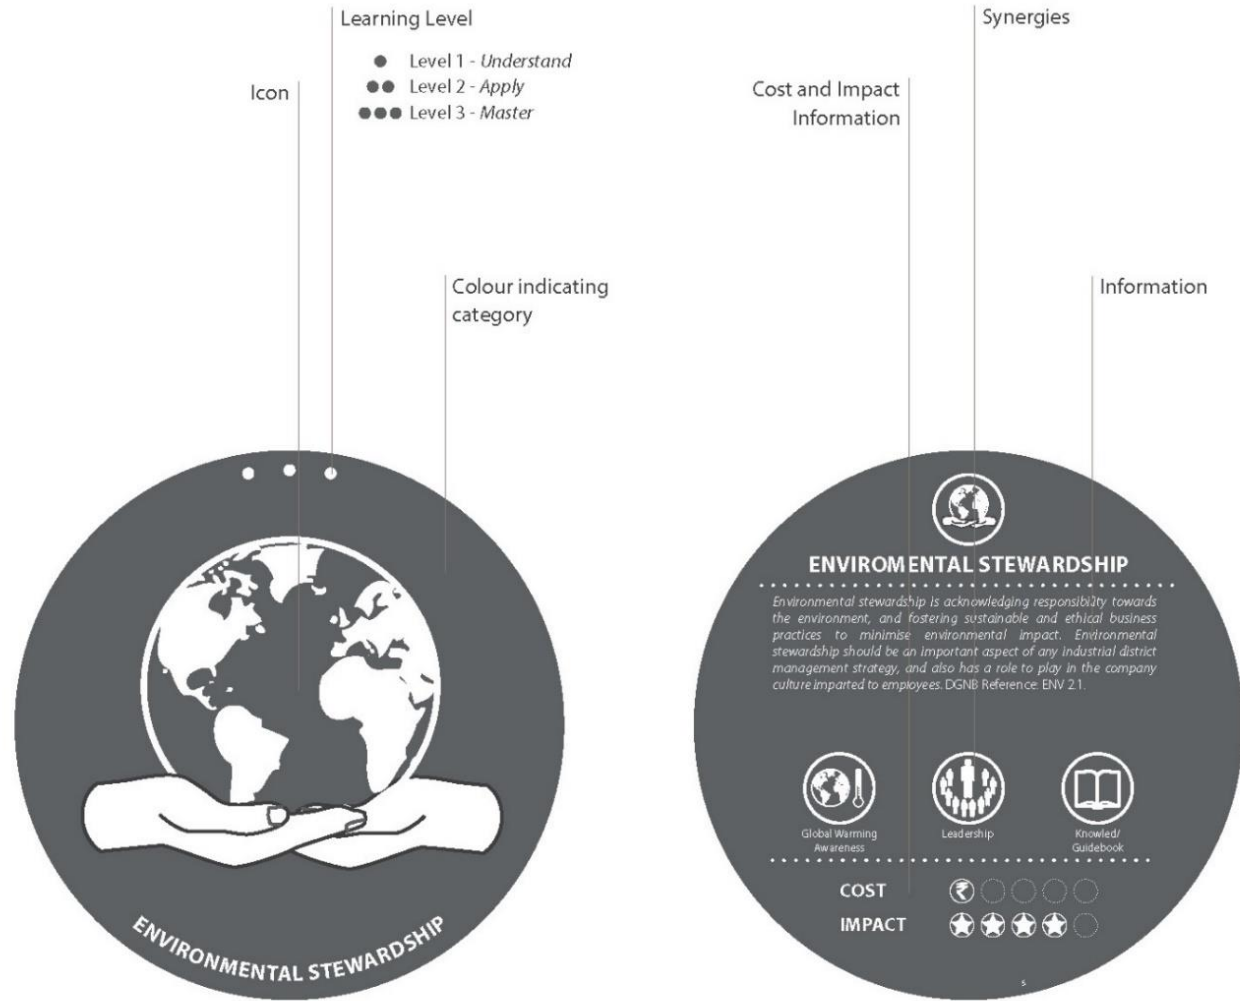 Learning Level
Level 1 - Understand
Level 2 - Apply
Level 3 - Master
Icon
Colour indicating
category
ENVIRONMENTAL STEWARDSHIP
Synergies
Cost and Impact
Information
Information
ENVIROMENTAL STEWARDSHIP
Environmental stewardship is acknowledging responsibility towards
the environment, and fostering sustainable and ethical business
practices to minimise environmental impact. Environmental
stewardship should be an important aspect of any industrial district
management strategy, and also has a role to play in the company
culture imparted to employees. DGNB Reference: ENV 2.1.
Global Warming
Awareness
Leadership
Knowled/
Guidebook
COST ₹
IMPACT
5